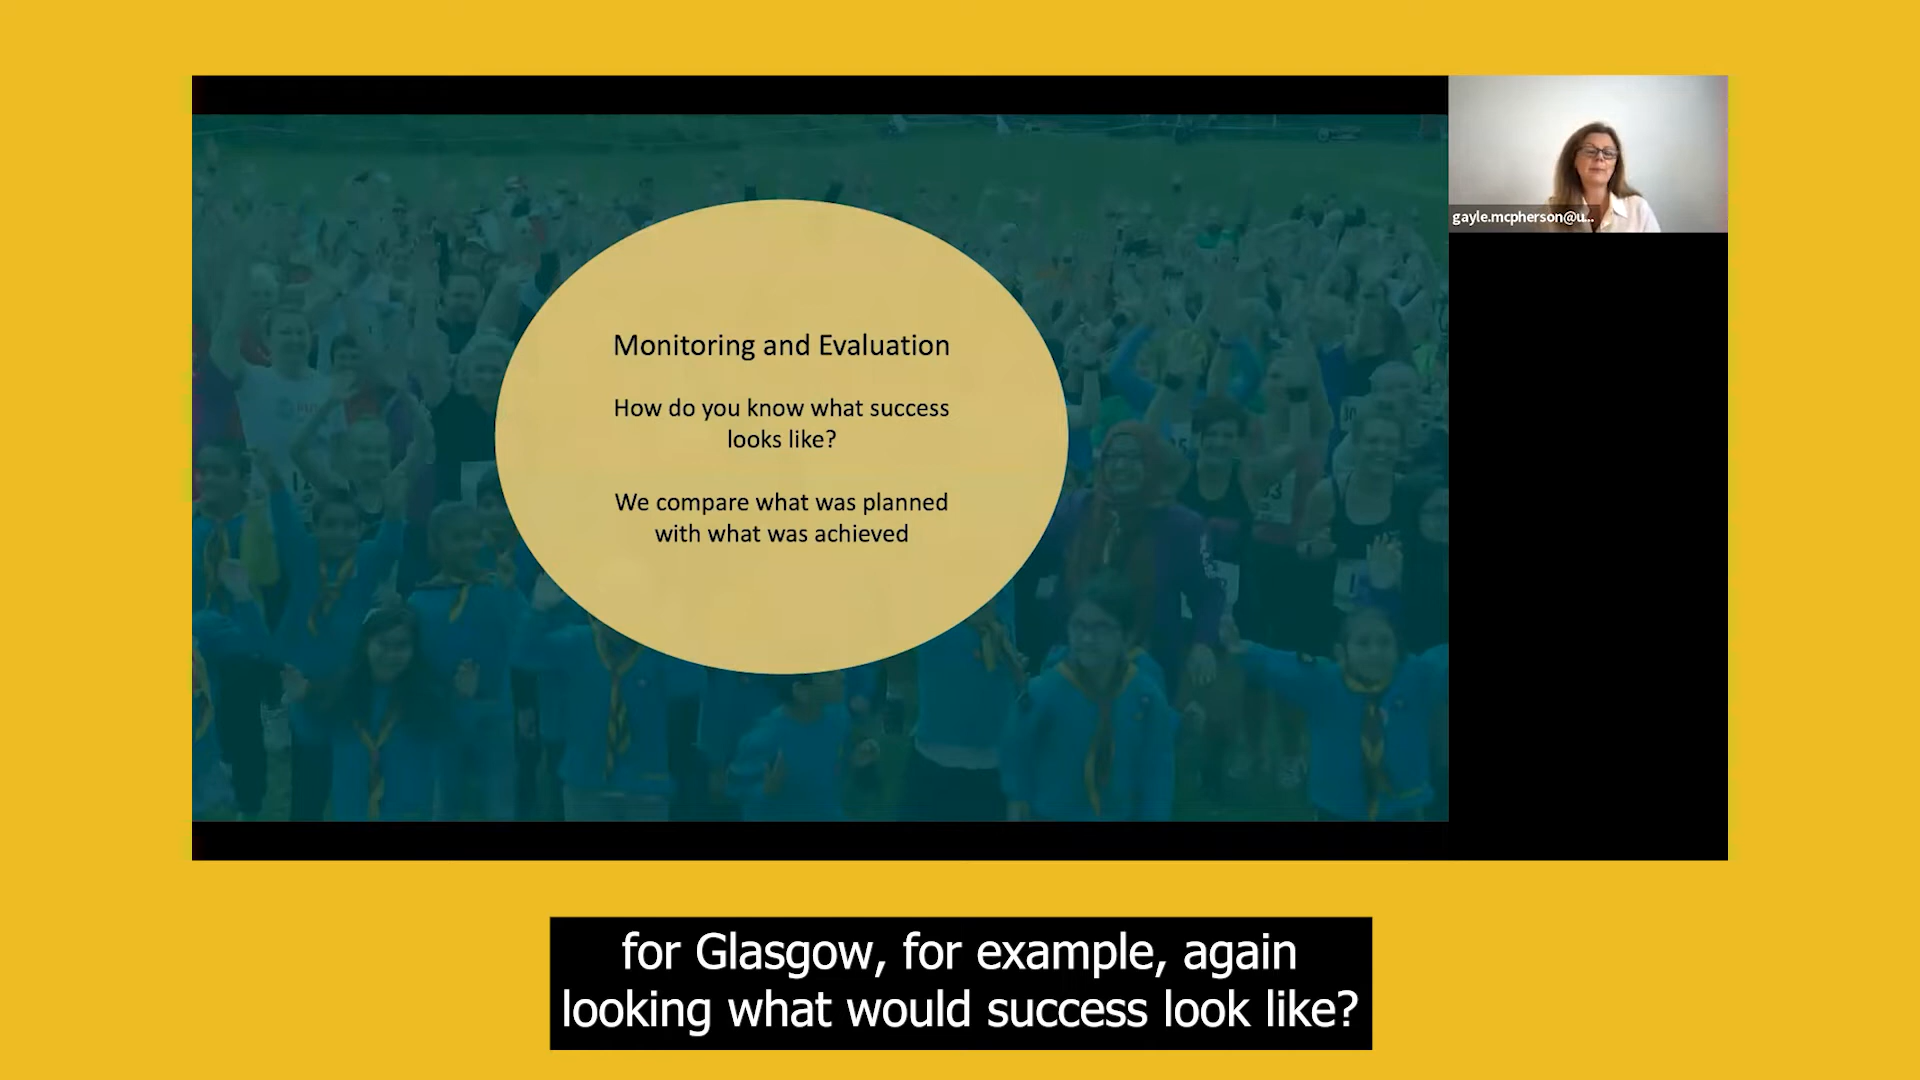 gayle.mcpherson@u...
Monitoring and Evaluation
How do you know what success
looks like?
We compare what was planned
with what was achieved
for Glasgow, for example, again
looking what would success look like?